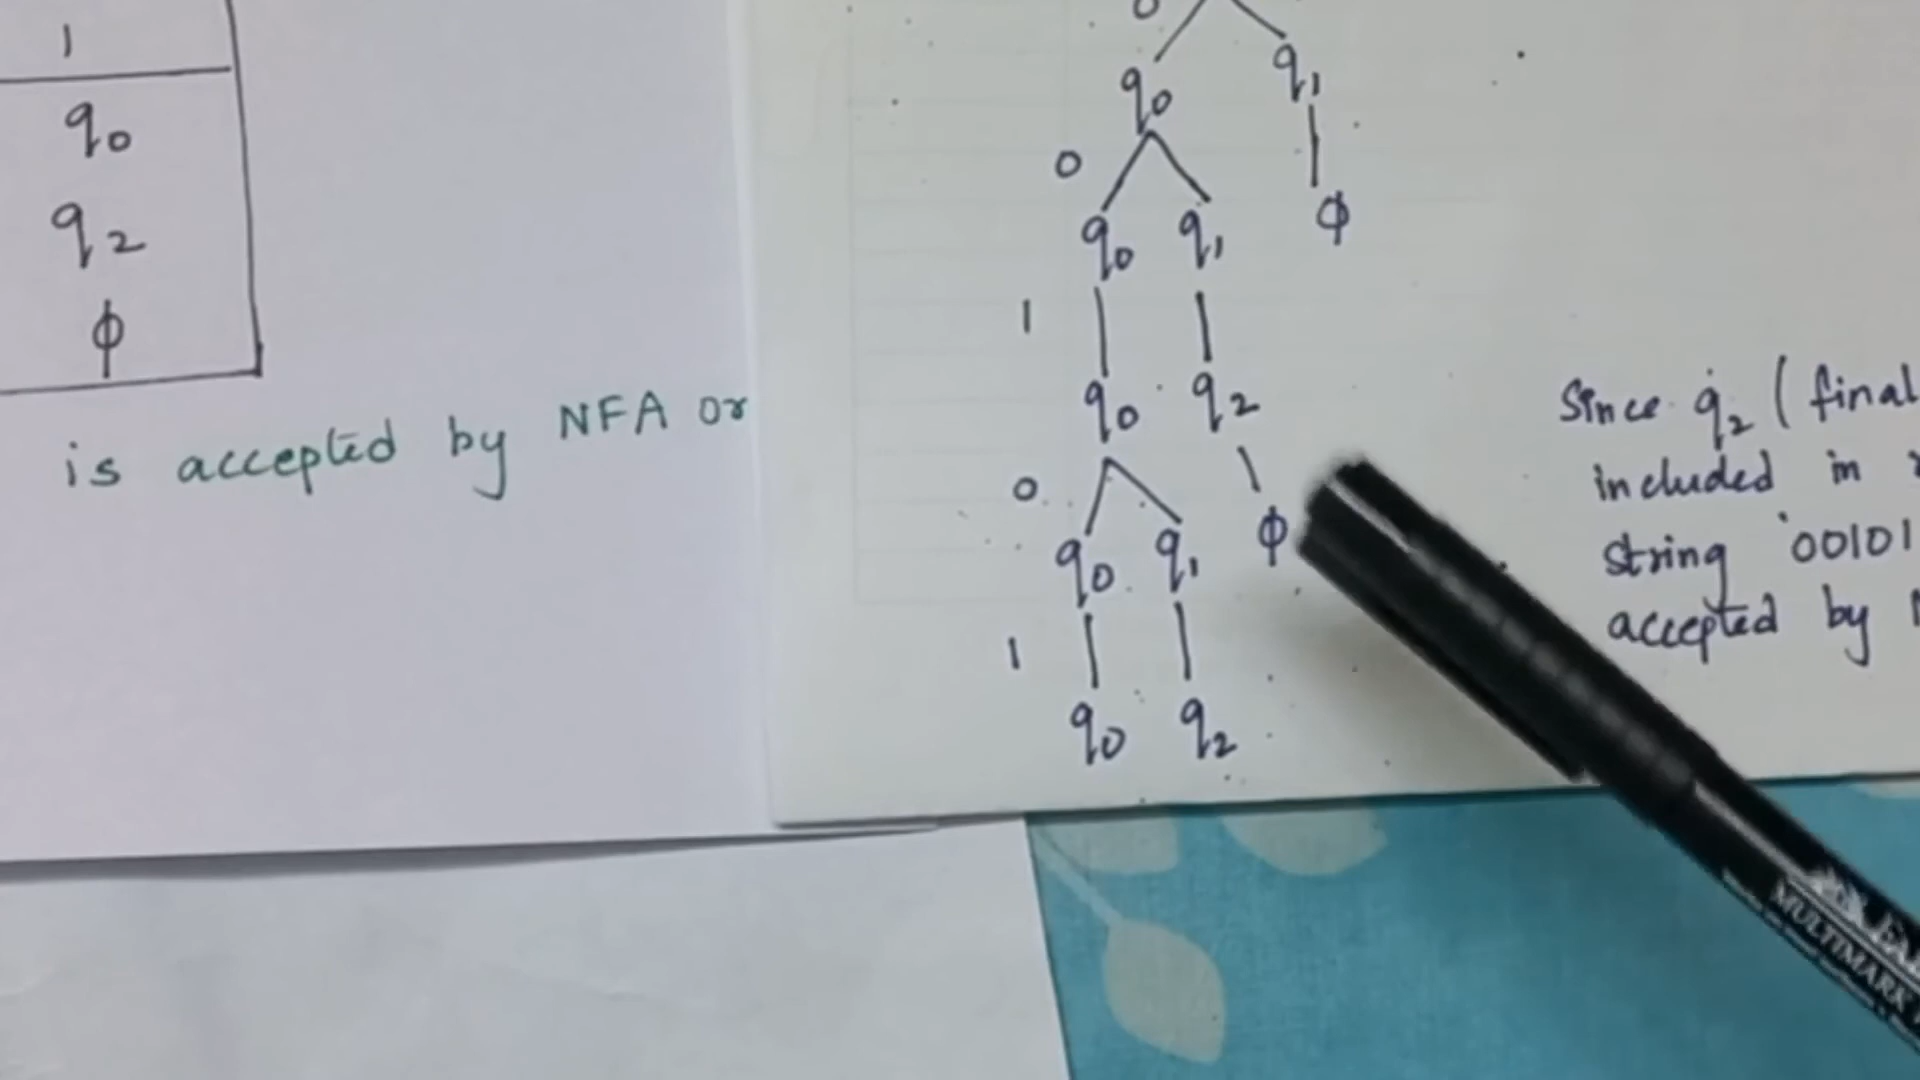 1
q0
q2
ϕ
is accepted by NFA or
0
q0 q1
0
q0 q1 ϕ
1
q0 q2
0
q0 q1 ϕ
1
q0 q2
Since q2 (final
included in
string '00101
accepted by
MULTIMARK